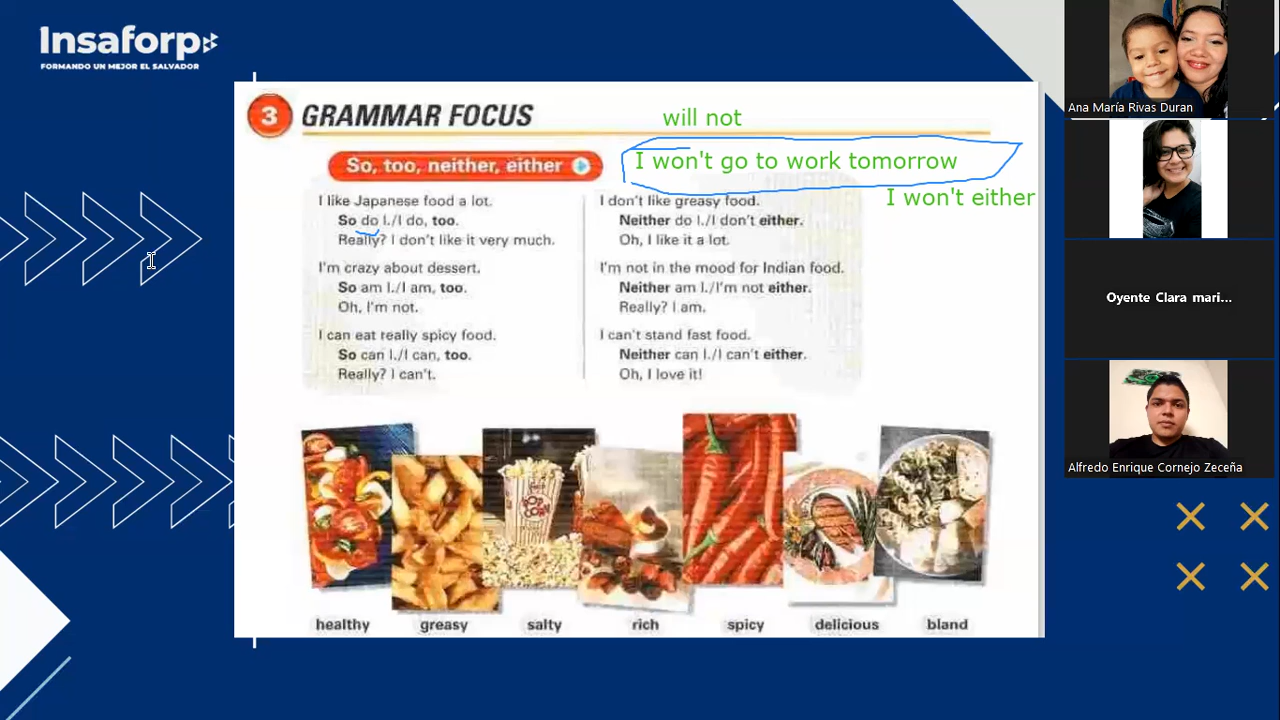 Insaforp
FORMANDO UN MEJOR EL SALVADOR
3 GRAMMAR FOCUS
will not
So, too, neither, either
I won't go to work tomorrow
I won't either
I like Japanese food a lot.
So do I./I do, too.
Really? I don't like it very much.
I'm crazy about dessert.
So am I./I am, too.
Oh, I'm not.
I can eat really spicy food.
So can I./I can, too.
Really? I can't.
I don't like greasy food.
Neither do I./I don't either.
Oh, I like it a lot.
I'm not in the mood for Indian food.
Neither am I./I'm not either.
Really? I am.
I can't stand fast food.
Neither can I./I can't either.
Oh, I love it!
POP CORN
healthy greasy salty rich spicy delicious bland
Ana María Rivas Duran
Oyente Clara mari...
Alfredo Enrique Cornejo Zeceña